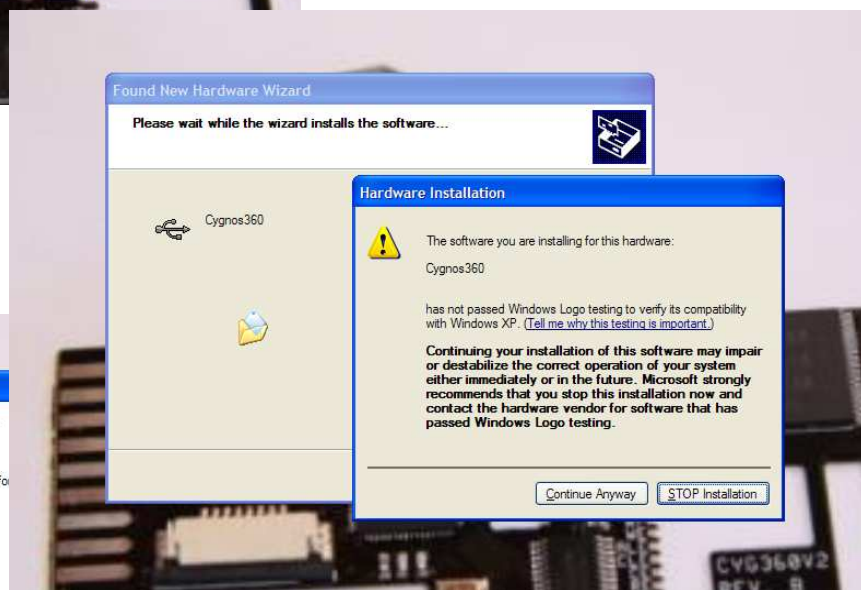 Found New Hardware Wizard
Please wait while the wizard installs the software...
Cygnos360
Hardware Installation
The software you are installing for this hardware:
Cygnos360
has not passed Windows Logo testing to verify its compatibility
with Windows XP. (Tell me why this testing is important.)
Continuing your installation of this software may impair
or destabilize the correct operation of your system
either immediately or in the future. Microsoft strongly
recommends that you stop this installation now and
contact the hardware vendor for software that has
passed Windows Logo testing.
Continue Anyway
STOP Installation
CYG360V2
REV B